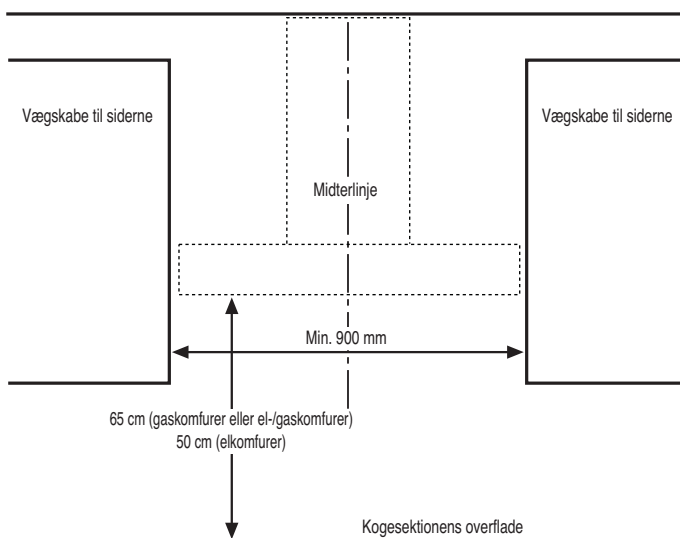 Vægskabe til siderne
Vægskabe til siderne
Midterlinje
Min. 900 mm
65 cm (gaskomfurer eller el-/gaskomfurer)
50 cm (elkomfurer)
Kogesektionens overflade